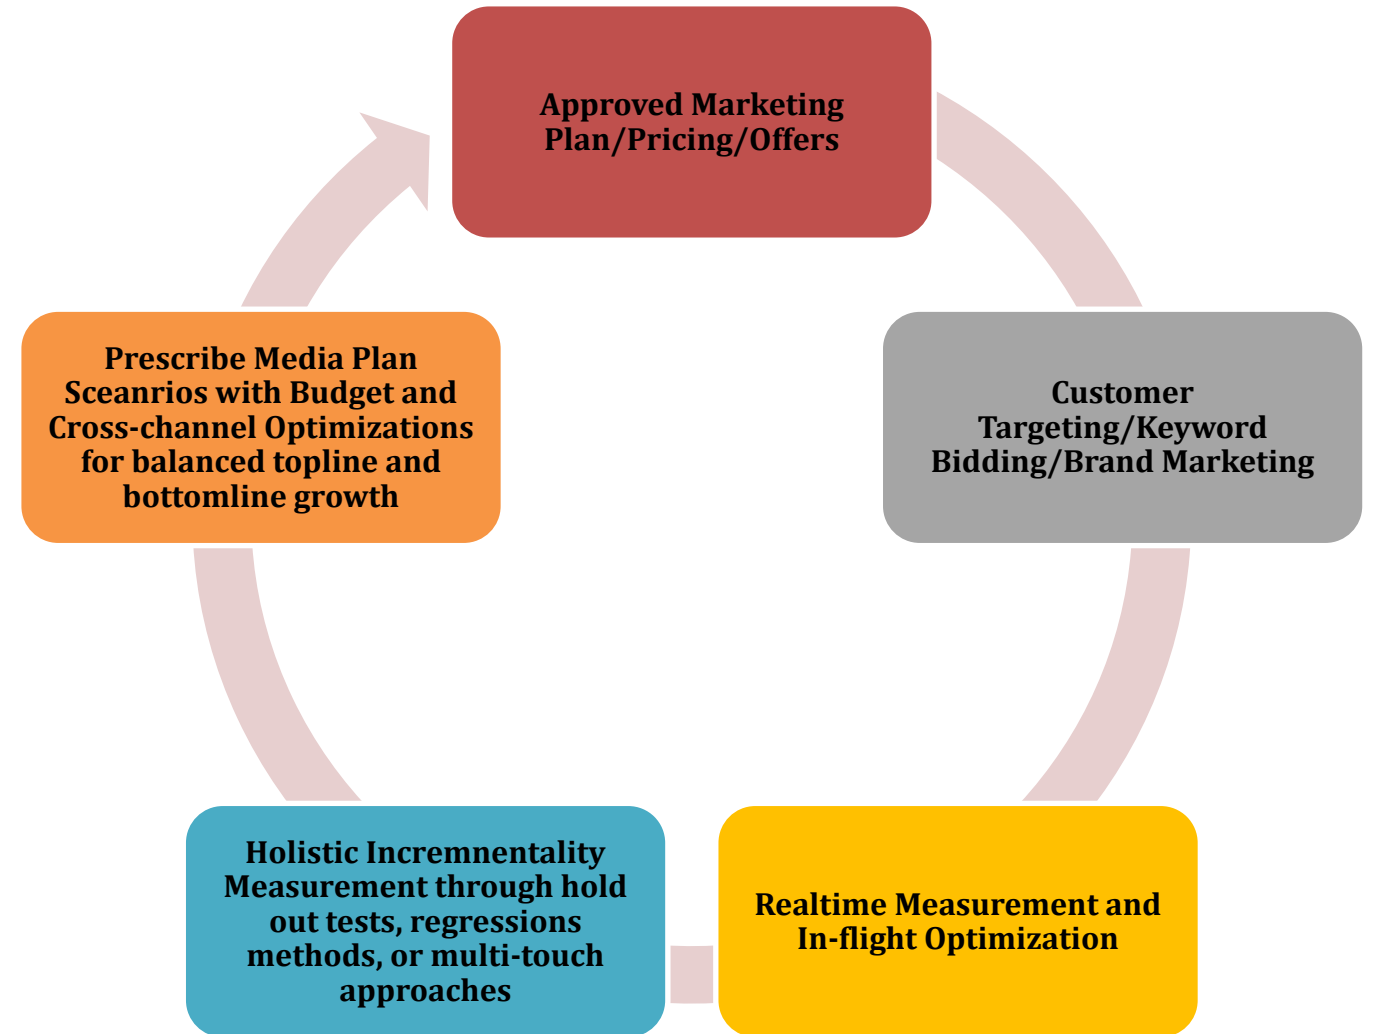 Approved Marketing
Plan/Pricing/Offers
Customer
Targeting/Keyword
Bidding/Brand Marketing
Realtime Measurement and
In-flight Optimization
Holistic Incremnentality
Measurement through hold
out tests, regressions
methods, or multi-touch
approaches
Prescribe Media Plan
Sceanrios with Budget and
Cross-channel Optimizations
for balanced topline and
bottomline growth